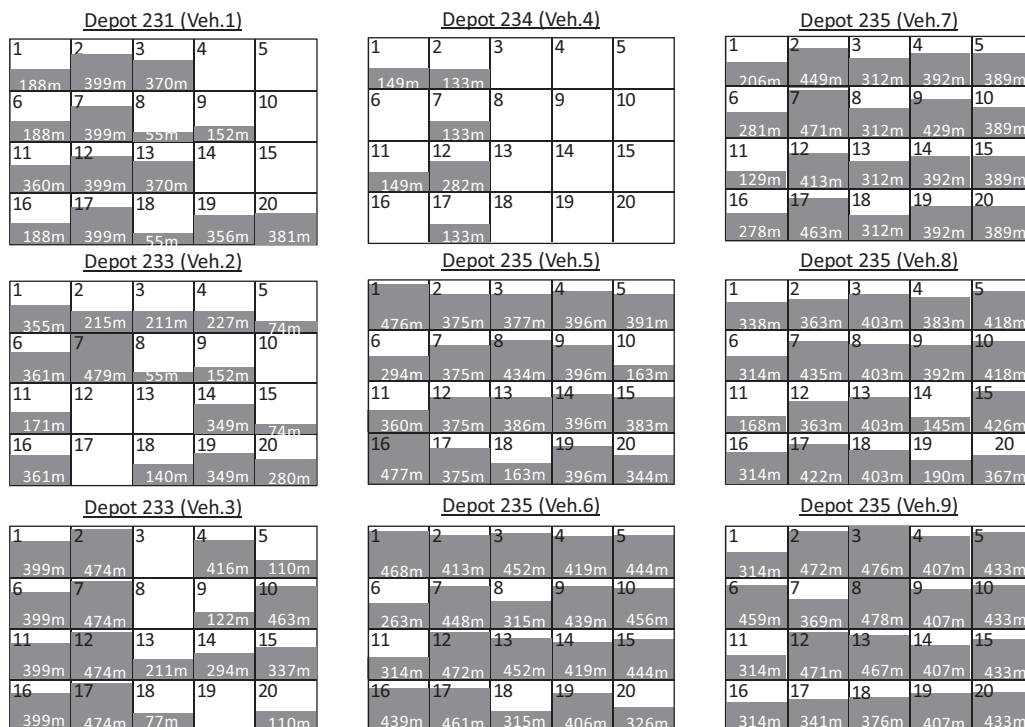 Depot 231 (Veh.1)
1 2 3 4 5
188m 399m 370m
6 7 8 9 10
188m 399m 55m 152m
11 12 13 14 15
360m 399m 370m
16 17 18 19 20
188m 399m 55m 356m 381m
Depot 234 (Veh.4)
1 2 3 4 5
149m 133m
6 7 8 9 10
133m
11 12 13 14 15
149m 282m
16 17 18 19 20
133m
Depot 235 (Veh.7)
1 2 3 4 5
206m 449m 312m 392m 389m
6 7 8 9 10
281m 471m 312m 429m 389m
11 12 13 14 15
129m 413m 312m 392m 389m
16 17 18 19 20
278m 463m 312m 392m 389m
Depot 233 (Veh.2)
1 2 3 4 5
355m 215m 211m 227m 74m
6 7 8 9 10
361m 479m 55m 152m
11 12 13 14 15
171m 349m 74m
16 17 18 19 20
361m 140m 349m 280m
Depot 235 (Veh.5)
1 2 3 4 5
476m 375m 377m 396m 391m
6 7 8 9 10
294m 375m 434m 396m 163m
11 12 13 14 15
360m 375m 386m 396m 383m
16 17 18 19 20
477m 375m 163m 396m 344m
Depot 235 (Veh.8)
1 2 3 4 5
338m 363m 403m 383m 418m
6 7 8 9 10
314m 435m 403m 392m 418m
11 12 13 14 15
168m 363m 403m 145m 426m
16 17 18 19 20
314m 422m 403m 190m 367m
Depot 233 (Veh.3)
1 2 3 4 5
399m 474m 416m 110m
6 7 8 9 10
399m 474m 122m 463m
11 12 13 14 15
399m 474m 211m 294m 337m
16 17 18 19 20
399m 474m 77m 110m
Depot 235 (Veh.6)
1 2 3 4 5
468m 413m 452m 419m 444m
6 7 8 9 10
263m 448m 315m 439m 456m
11 12 13 14 15
314m 472m 452m 419m 444m
16 17 18 19 20
439m 461m 315m 406m 326m
Depot 235 (Veh.9)
1 2 3 4 5
314m 472m 476m 407m 433m
6 7 8 9 10
459m 369m 478m 407m 433m
11 12 13 14 15
314m 471m 467m 407m 433m
16 17 18 19 20
314m 341m 376m 407m 433m